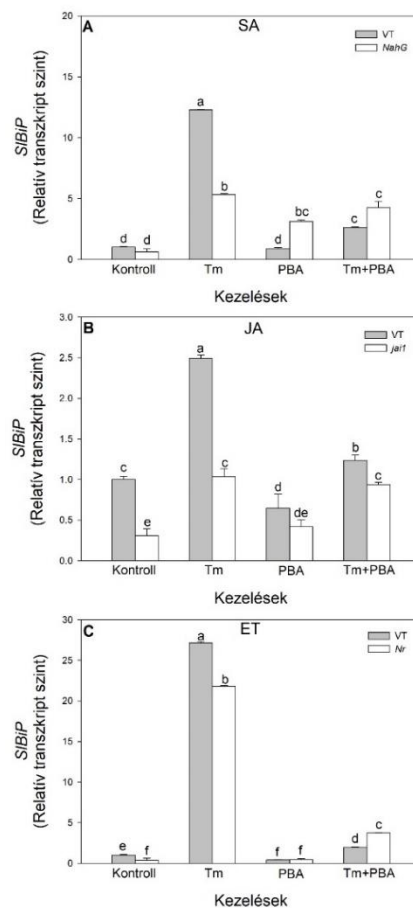 A
SA
VT
NahG
20
15
10
5
0
SlBiP
(Relatív transzkript szint)
d d a b d bc c c
Kontroll Tm PBA Tm+PBA
Kezelések
B
JA
VT
jai1
3.0
2.5
2.0
1.5
1.0
0.5
0.0
SlBiP
(Relatív transzkript szint)
c e a c d de b c
Kontroll Tm PBA Tm+PBA
Kezelések
C
ET
VT
Nr
30
25
20
15
10
5
0
SlBiP
(Relatív transzkript szint)
e f a b f f d c
Kontroll Tm PBA Tm+PBA
Kezelések